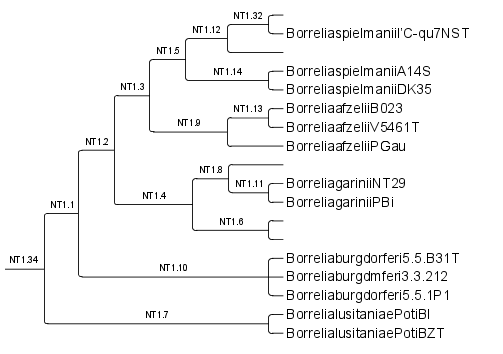 NT1.32
NT1.12
Borreliaspielmaniil'C-qu7NST
NT1.5
NT1.14
BorreliaspielmaniiA14S
NT1.3
BorreliaspielmaniiDK35
NT1.13
BorreliaafzeliiB023
NT1.9
BorreliaafzeliiV5461T
NT1.2
BorreliaafzeliiPGau
NT1.8
NT1.11
BorreliagariniiNT29
NT1.4
BorreliagariniiPBi
NT1.1
NT1.6
NT1.34
Borreliaburgdorferi5.5.B31T
NT1.10
Borreliaburgdmferi3.3.212
Borreliaburgdorferi5.5.1P1
NT1.7
BorrelialusitaniaePotiBl
BorrelialusitaniaePotiBZT